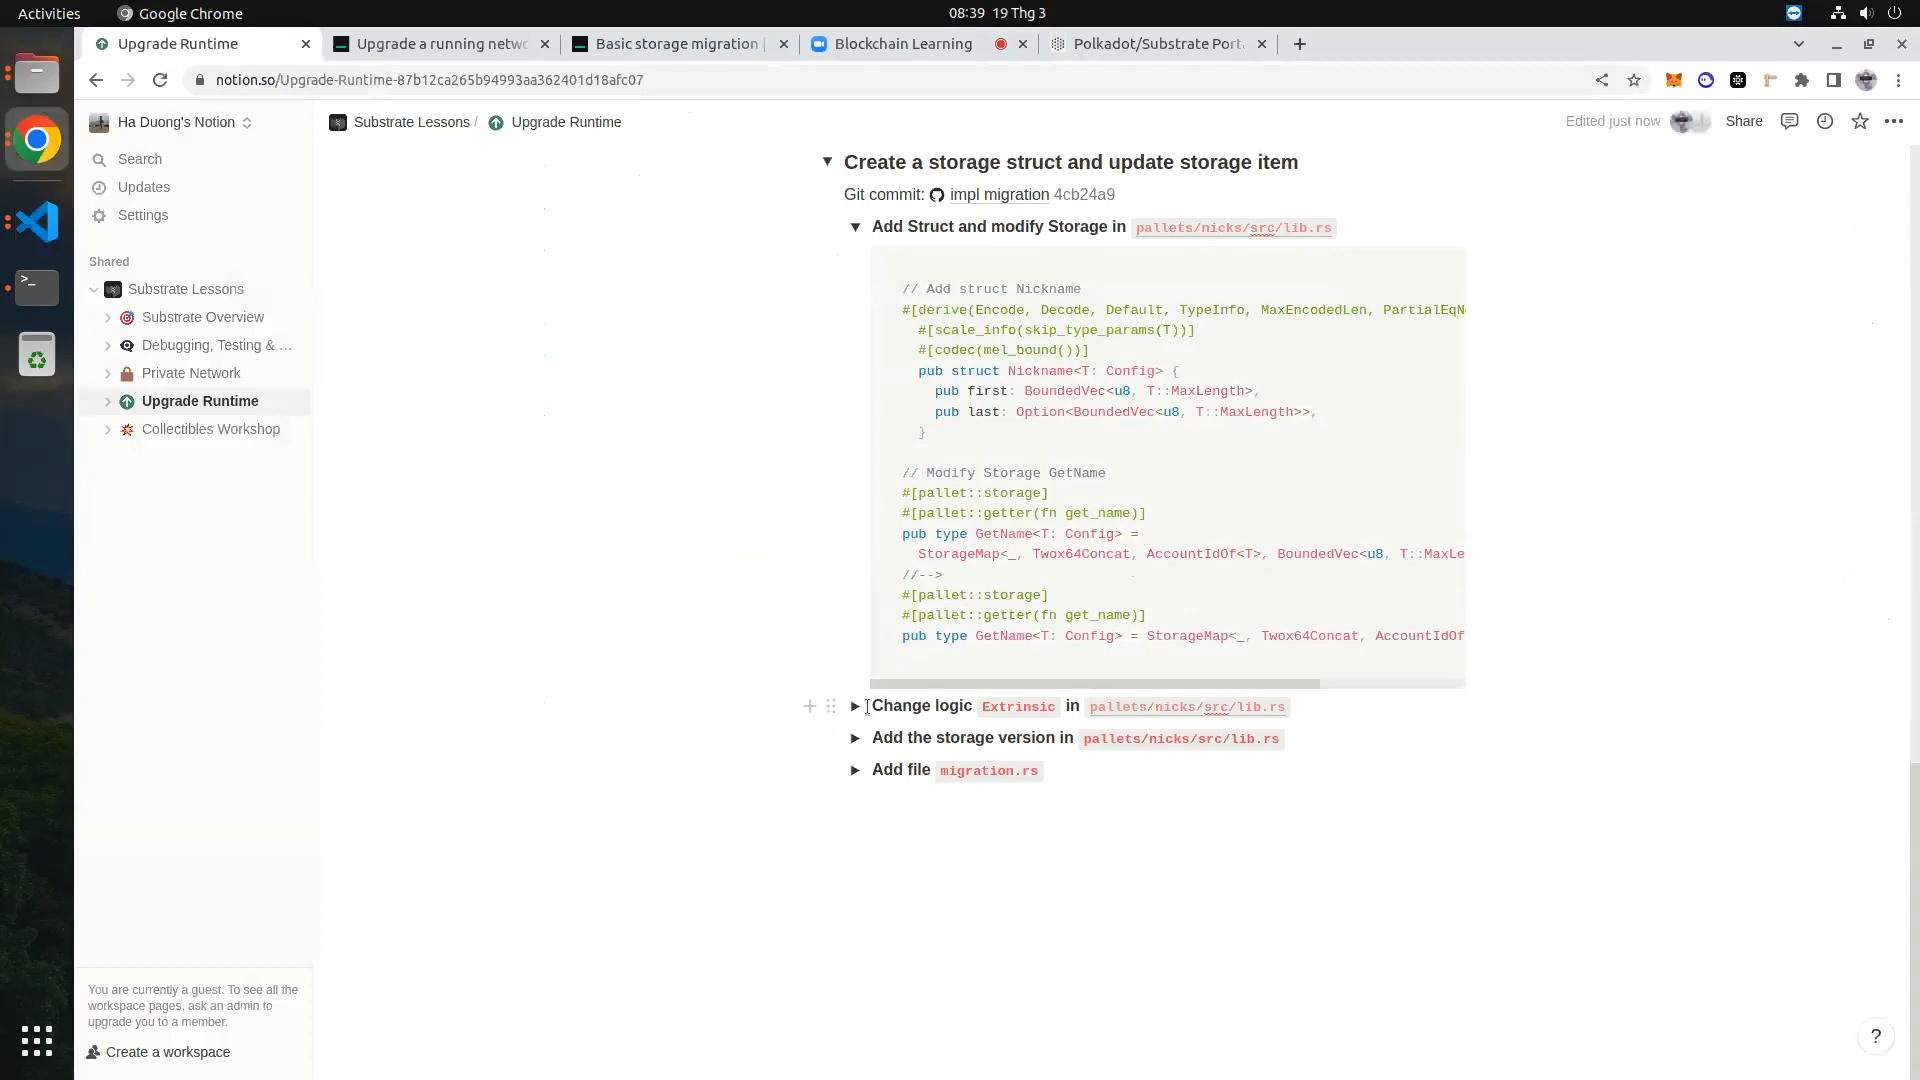 Activities
Google Chrome
08:39 19 Thg 3
Upgrade Runtime
Upgrade a running netwo
Basic storage migration |
Blockchain Learning
Polkadot/Substrate Porta
notion.so/Upgrade-Runtime-87b12ca265b94993aa362401d18afc07
Ha Duong's Notion
Substrate Lessons / Upgrade Runtime
Edited just now
Share
Search
Updates
Settings
Shared
Substrate Lessons
Substrate Overview
Debugging, Testing & ...
Private Network
Upgrade Runtime
Collectibles Workshop
You are currently a guest. To see all the
workspace pages, ask an admin to
upgrade you to a member.
Create a workspace
Create a storage struct and update storage item
Git commit: impl migration 4cb24a9
Add Struct and modify Storage in pallets/nicks/src/lib.rs
// Add struct Nickname
#[derive(Encode, Decode, Default, TypeInfo, MaxEncodedLen, PartialEqN
#[scale_info(skip_type_params(T))]
#[codec(mel_bound())]
pub struct Nickname<T: Config> {
pub first: BoundedVec<u8, T::MaxLength>,
pub last: Option<BoundedVec<u8, T::MaxLength>>,
}
// Modify Storage GetName
#[pallet::storage]
#[pallet::getter(fn get_name)]
pub type GetName<T: Config> =
StorageMap<_, Twox64Concat, AccountIdOf<T>, BoundedVec<u8, T::MaxLe
//-->
#[pallet::storage]
#[pallet::getter(fn get_name)]
pub type GetName<T: Config> = StorageMap<_, Twox64Concat, AccountIdOf
Change logic Extrinsic in pallets/nicks/src/lib.rs
Add the storage version in pallets/nicks/src/lib.rs
Add file migration.rs
?